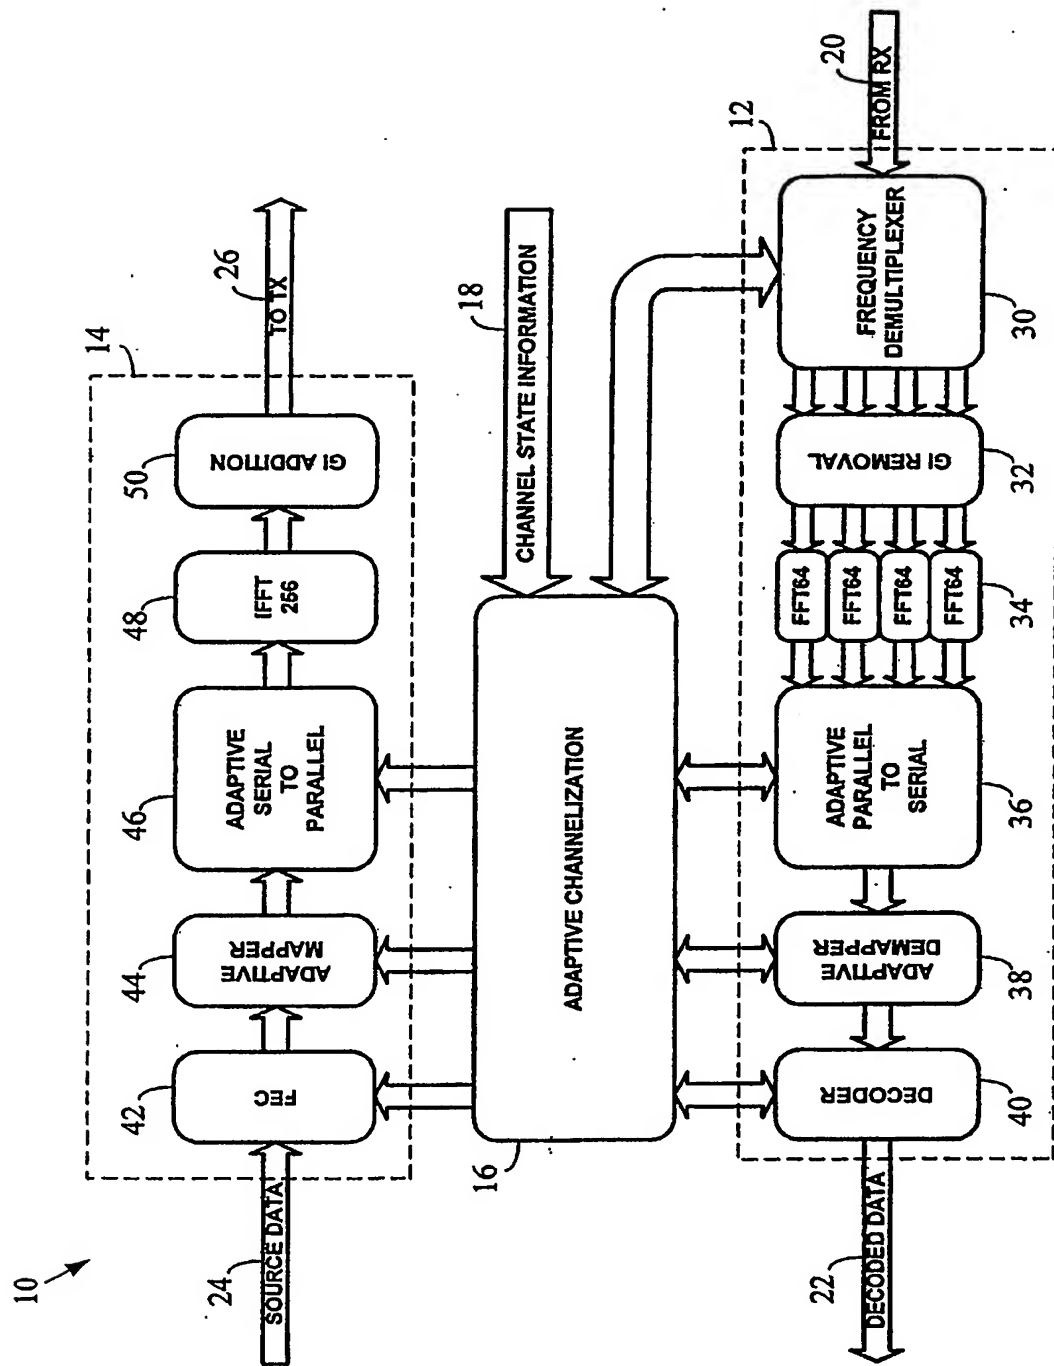 10
14
24
SOURCE DATA
42
FEC
44
ADAPTIVE
MAPPER
46
ADAPTIVE
SERIAL
TO
PARALLEL
48
IFFT
256
50
GI ADDITION
26
TO TX
16
ADAPTIVE CHANNELIZATION
18
CHANNEL STATE INFORMATION
12
22
DECODED DATA
DECODER
40
ADAPTIVE
DEMAPPER
38
ADAPTIVE
PARALLEL
TO
SERIAL
36
FFT64
FFT64
FFT64
FFT64
34
GI REMOVAL
32
FREQUENCY
DEMULTIPLEXER
30
20
FROM RX